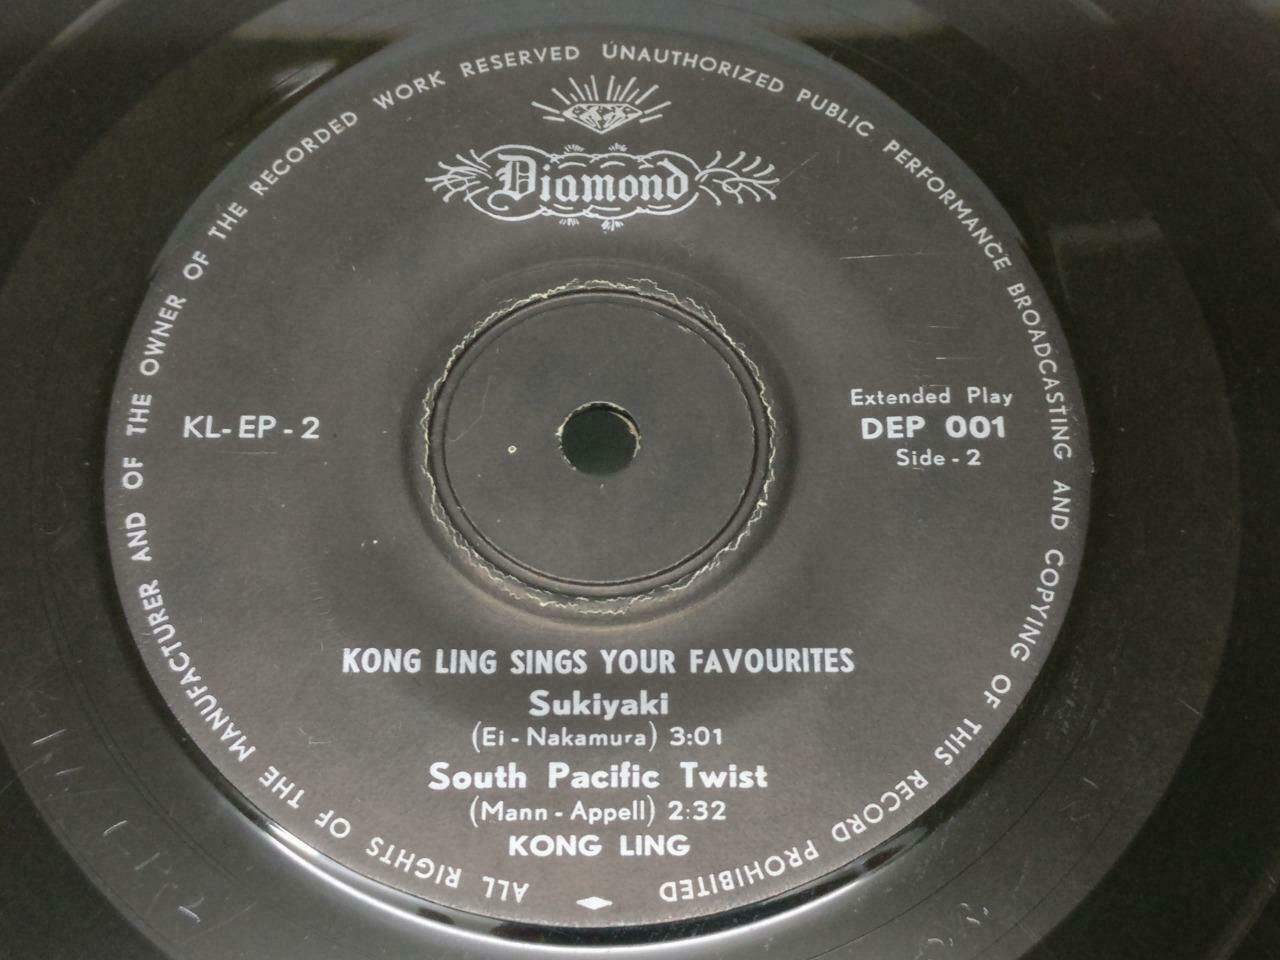 ALL RIGHTS OF THE MANUFACTURER AND OF THE OWNER OF THE RECORDED WORK RESERVED UNAUTHORIZED PUBLIC PERFORMANCE BROADCASTING AND COPYING OF THIS RECORD PROHIBITED
Diamond
KL-EP-2
Extended Play
DEP 001
Side-2
KONG LING SINGS YOUR FAVOURITES
Sukiyaki
(Ei-Nakamura) 3:01
South Pacific Twist
(Mann-Appell) 2:32
KONG LING